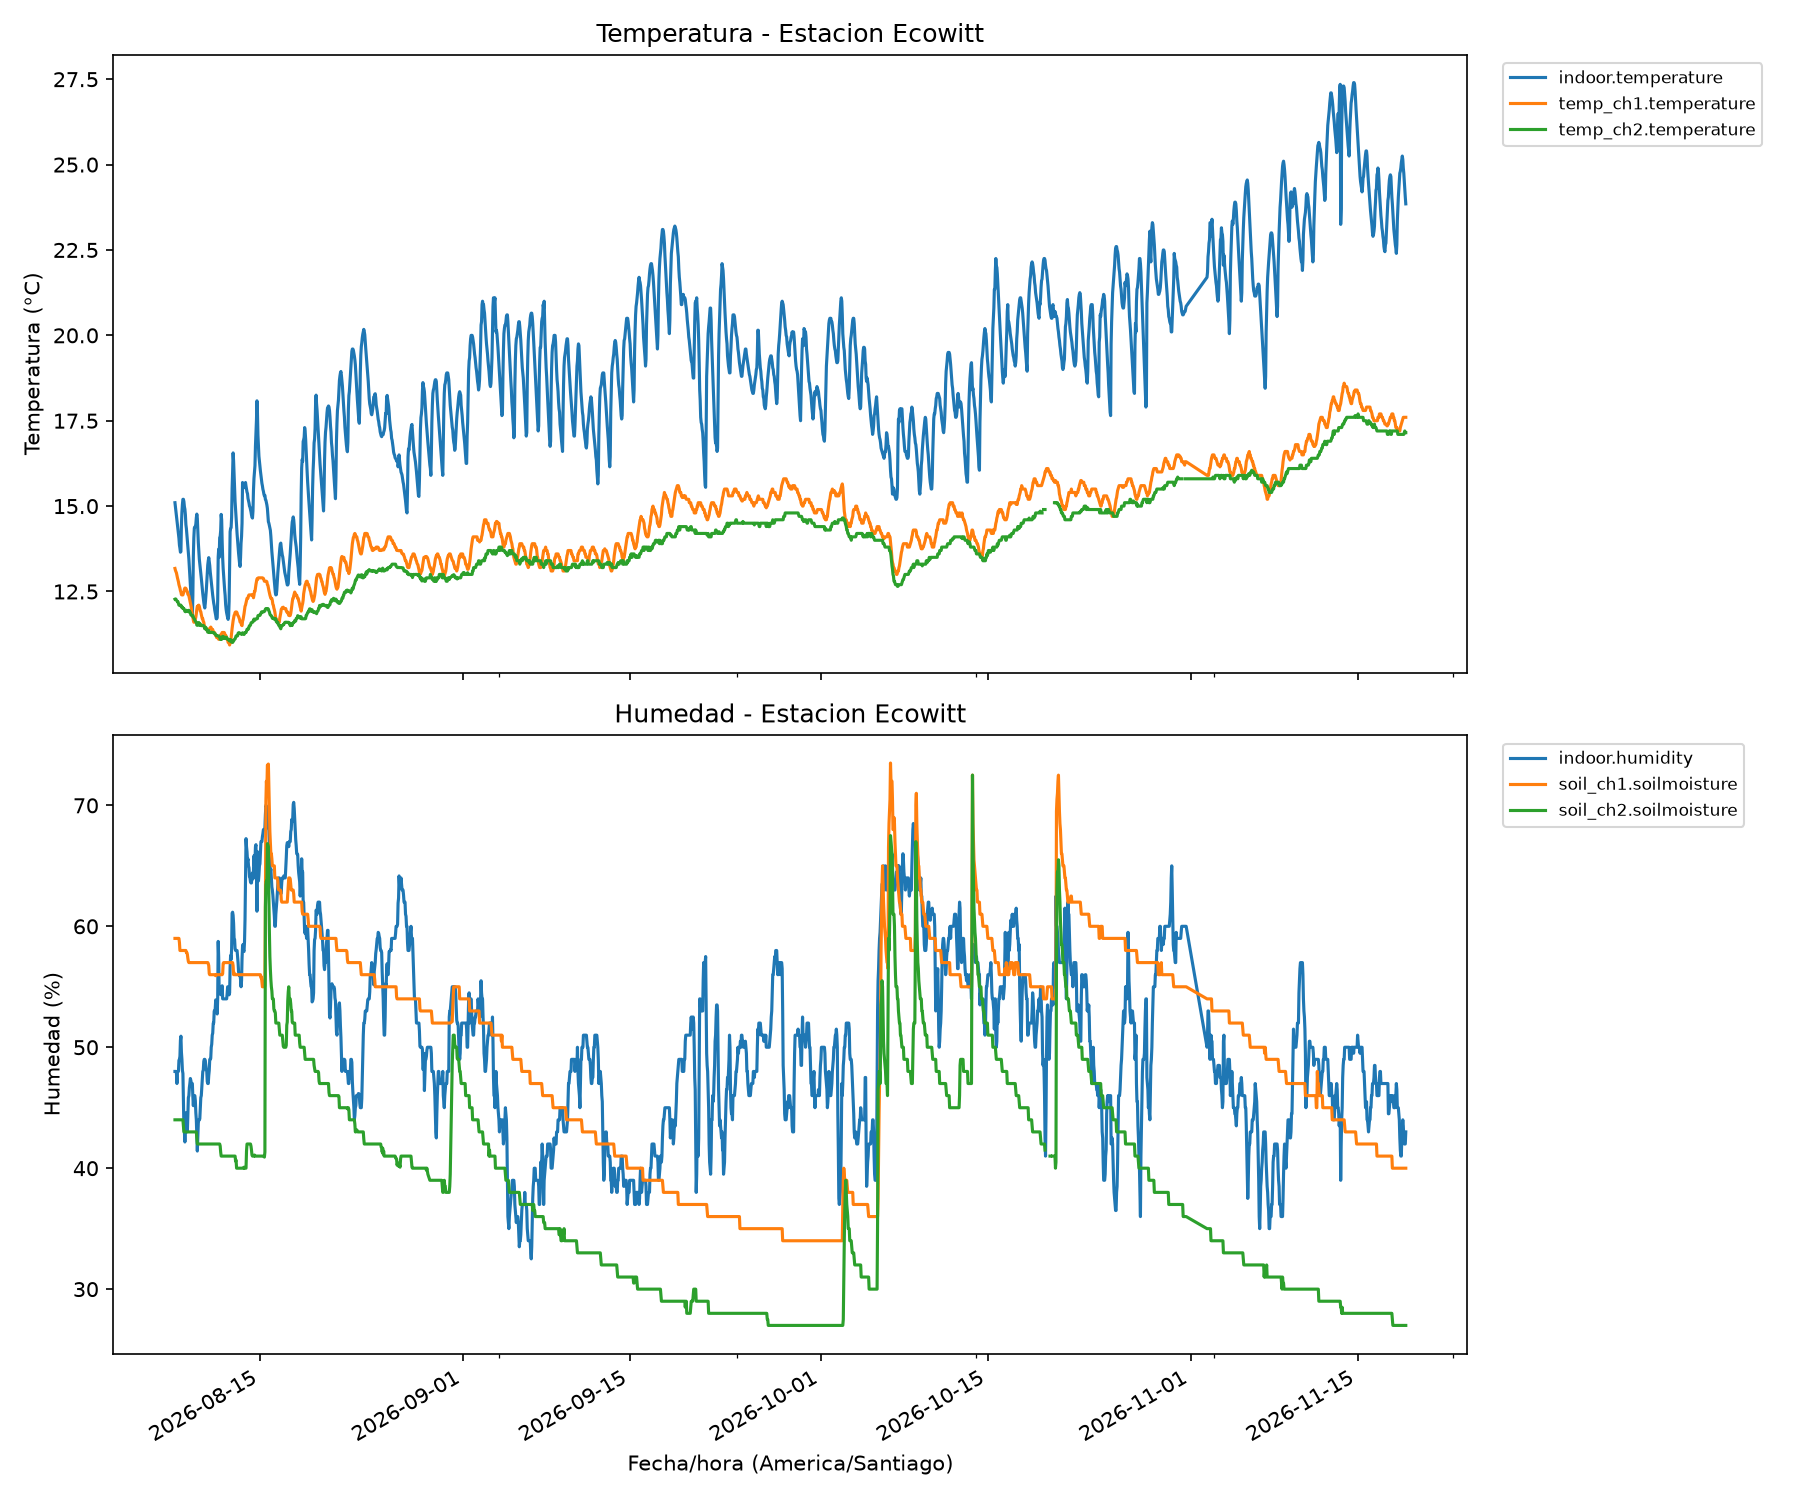 Temperatura - Estacion Ecowitt
27.5
25.0
22.5
20.0
17.5
15.0
12.5
Temperatura (°C)
indoor.temperature
temp_ch1.temperature
temp_ch2.temperature
Humedad - Estacion Ecowitt
70
60
50
40
30
Humedad (%)
indoor.humidity
soil_ch1.soilmoisture
soil_ch2.soilmoisture
2026-08-15
2026-09-01
2026-09-15
2026-10-01
2026-10-15
2026-11-01
2026-11-15
Fecha/hora (America/Santiago)